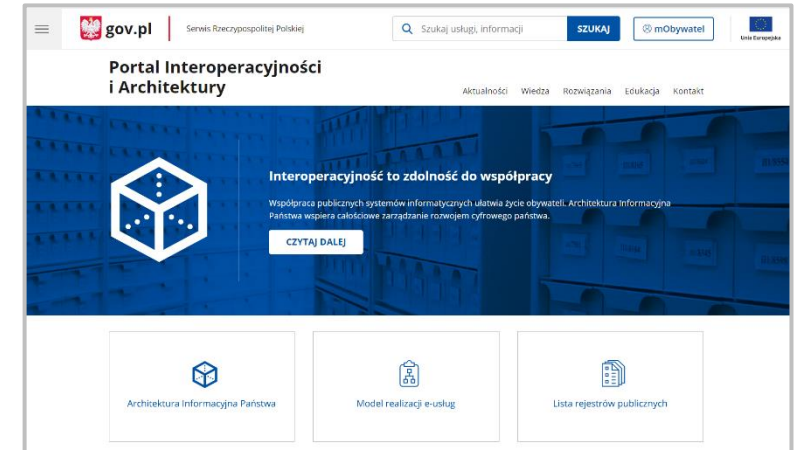 gov.pl
Serwis Rzeczypospolitej Polskiej
Szukaj usługi, informacji
SZUKAJ
mObywatel
Unia Europejska
Portal Interoperacyjności
i Architektury
Aktualności Wiedza Rozwiązania Edukacja Kontakt
Interoperacyjność to zdolność do współpracy
Współpraca publicznych systemów informatycznych ułatwia życie obywateli. Architektura Informacyjna
Państwa wspiera całościowe zarządzanie rozwojem cyfrowego państwa.
CZYTAJ DALEJ
Architektura Informacyjna Państwa
Model realizacji e-usług
Lista rejestrów publicznych